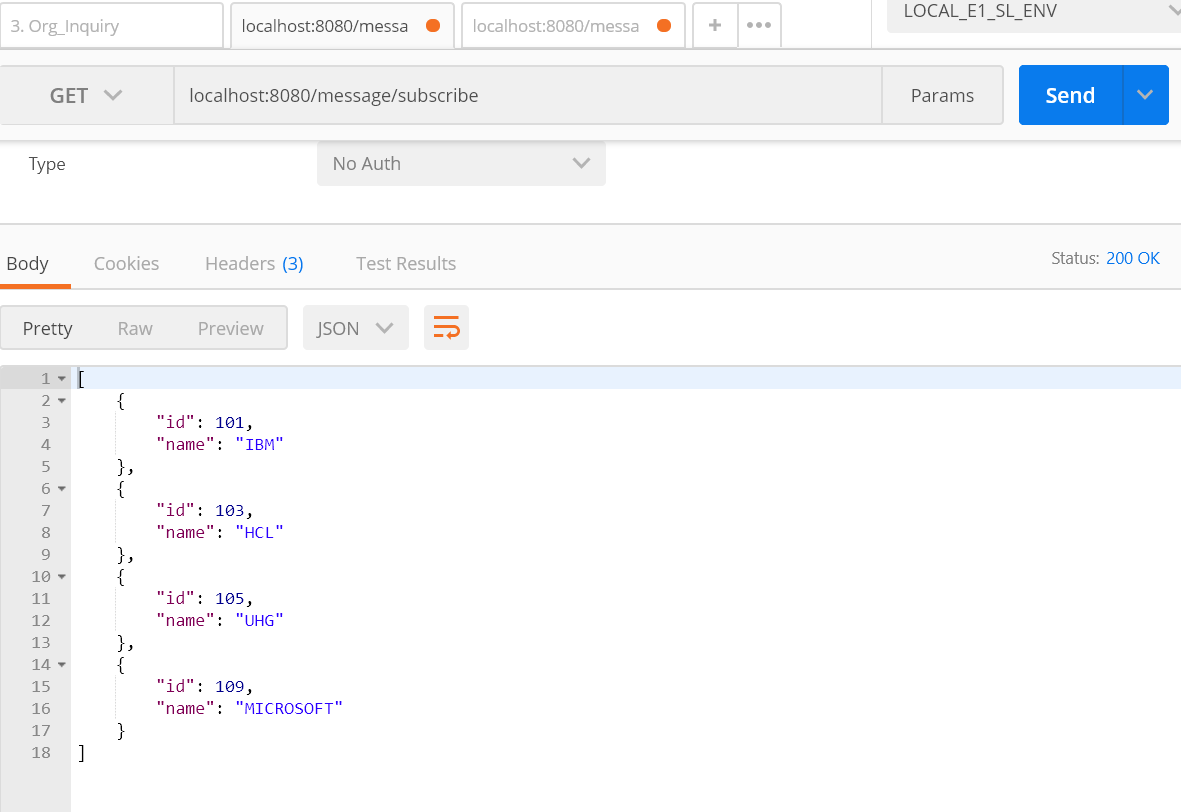 3. Org_Inquiry localhost:8080/messa localhost:8080/messa + ••• LOCAL_E1_SL_ENV
GET localhost:8080/message/subscribe Params Send
Type No Auth
Body Cookies Headers (3) Test Results Status: 200 OK
Pretty Raw Preview JSON
1 [
2 {
3 "id": 101,
4 "name": "IBM"
5 },
6 {
7 "id": 103,
8 "name": "HCL"
9 },
10 {
11 "id": 105,
12 "name": "UHG"
13 },
14 {
15 "id": 109,
16 "name": "MICROSOFT"
17 }
18 ]